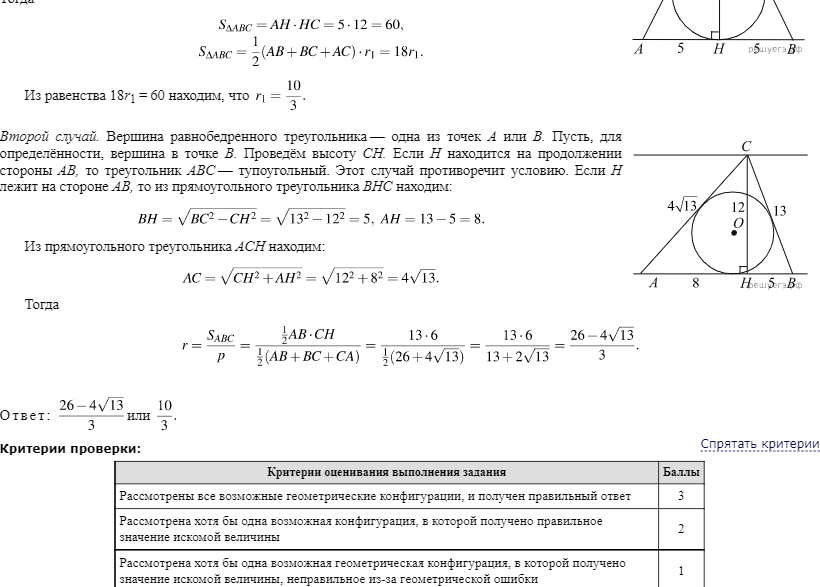 Тогда
S_{ΔABC} = AH · HC = 5 · 12 = 60,
S_{ΔABC} = \frac{1}{2}(AB + BC + AC) · r_1 = 18r_1.
A 5 H 5 B
решуегэ.рф
Из равенства 18r_1 = 60 находим, что r_1 = \frac{10}{3}.
Второй случай. Вершина равнобедренного треугольника — одна из точек A или B. Пусть, для
определённости, вершина в точке B. Проведём высоту CH. Если H находится на продолжении
стороны AB, то треугольник ABC — тупоугольный. Этот случай противоречит условию. Если H
лежит на стороне AB, то из прямоугольного треугольника BHC находим:
BH = \sqrt{BC^2 − CH^2} = \sqrt{13^2 − 12^2} = 5, AH = 13 − 5 = 8.
Из прямоугольного треугольника ACH находим:
AC = \sqrt{CH^2 + AH^2} = \sqrt{12^2 + 8^2} = 4\sqrt{13}.
C
4\sqrt{13} 12 13
O
A 8 H 5 B
решуегэ.рф
Тогда
r = \frac{S_{ABC}}{p} = \frac{\frac{1}{2}AB · CH}{\frac{1}{2}(AB + BC + CA)} = \frac{13 · 6}{\frac{1}{2}(26 + 4\sqrt{13})} = \frac{13 · 6}{13 + 2\sqrt{13}} = \frac{26 − 4\sqrt{13}}{3}.
Ответ: \frac{26 − 4\sqrt{13}}{3} или \frac{10}{3}.
Критерии проверки:
Спрятать критерии
Критерии оценивания выполнения задания Баллы
Рассмотрены все возможные геометрические конфигурации, и получен правильный ответ 3
Рассмотрена хотя бы одна возможная конфигурация, в которой получено правильное
значение искомой величины 2
Рассмотрена хотя бы одна возможная геометрическая конфигурация, в которой получено
значение искомой величины, неправильное из-за геометрической ошибки 1